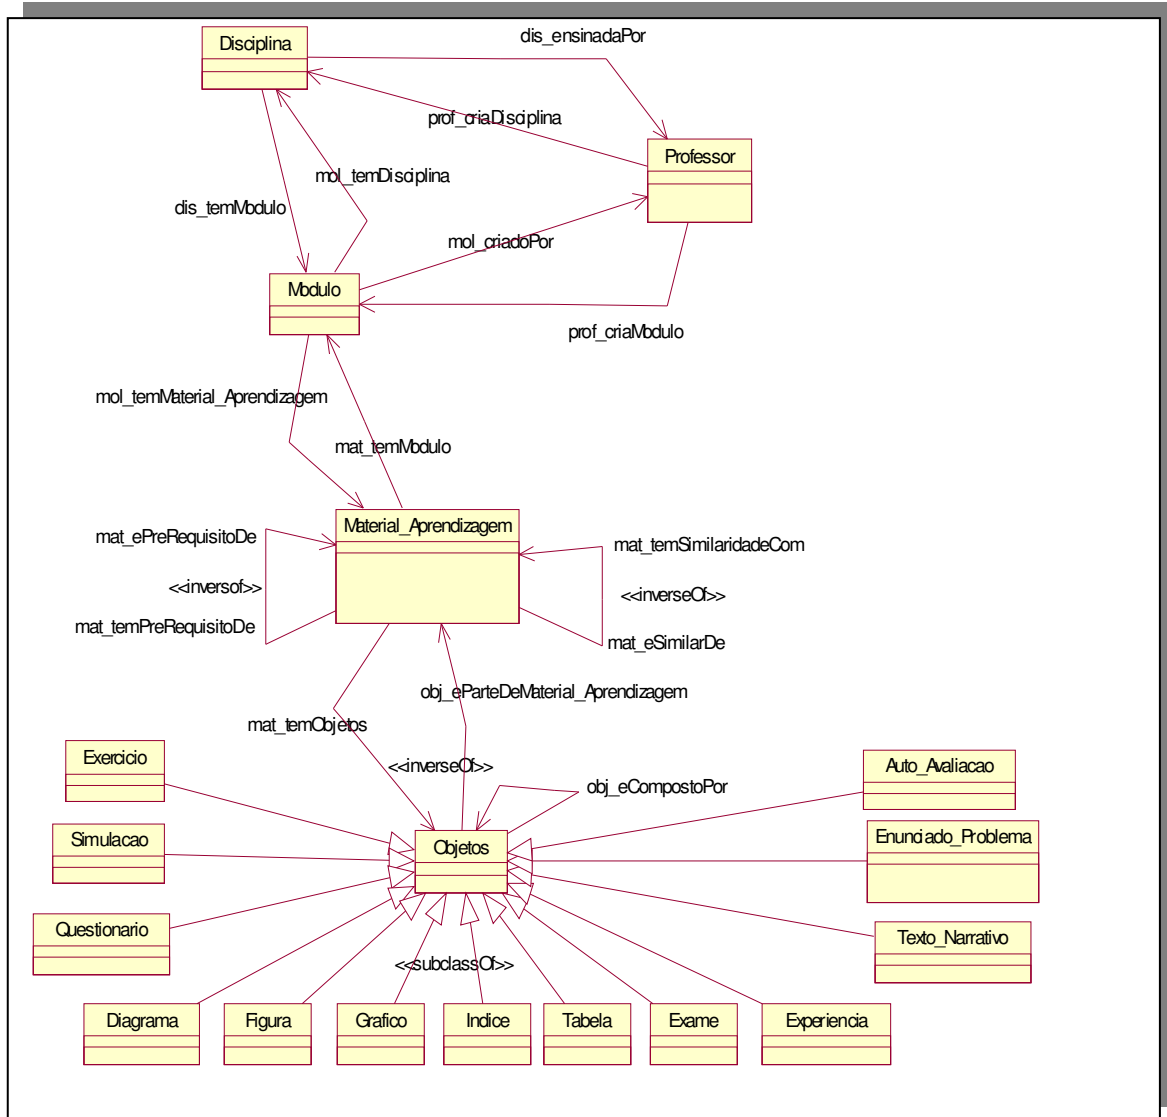 Disciplina
dis_ensinadaPor
prof_criaDisciplina
Professor
mol_temDisciplina
dis_temModulo
mol_criadoPor
Modulo
prof_criaModulo
mol_temMaterial_Aprendizagem
mat_temModulo
Material_Aprendizagem
mat_ePreRequisitoDe
mat_temSimilaridadeCom
<<inversof>>
<<inverseOf>>
mat_temPreRequisitoDe
mat_eSimilarDe
obj_eParteDeMaterial_Aprendizagem
mat_temObjetos
Exercicio
<<inverseOf>>
Auto_Avaliacao
obj_eCompostoPor
Simulacao
Objetos
Enunciado_Problema
Questionario
Texto_Narrativo
<<subclassOf>>
Diagrama
Figura
Grafico
Indice
Tabela
Exame
Experiencia